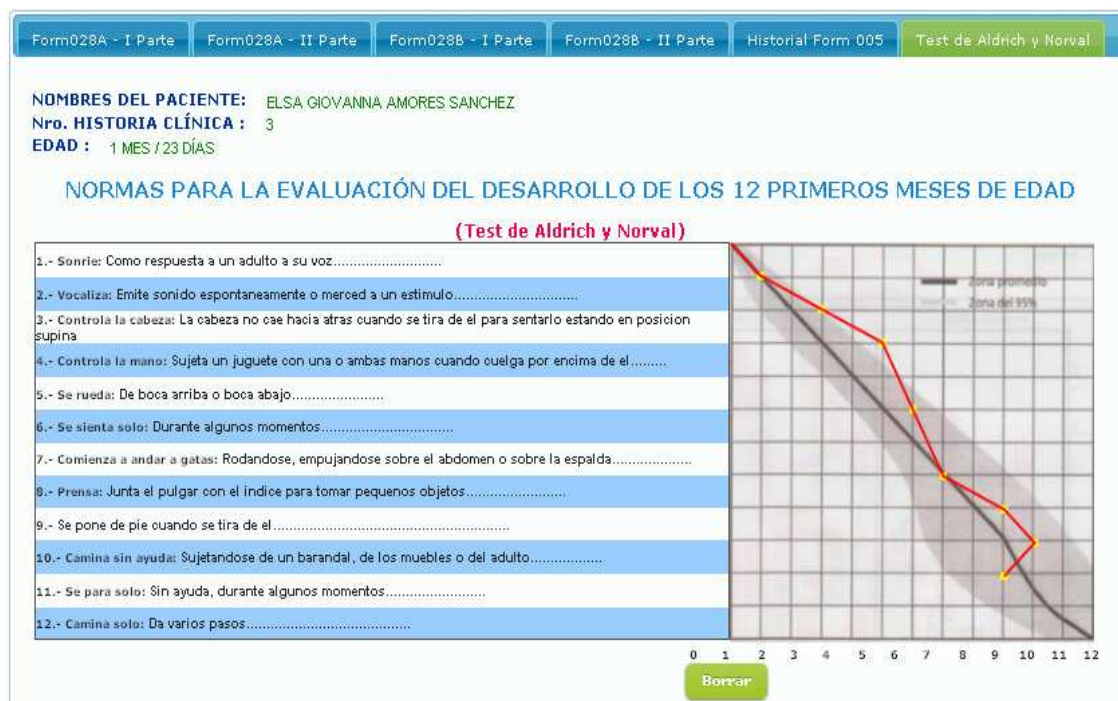 Form028A - I Parte Form028A - II Parte Form028B - I Parte Form028B - II Parte Historial Form 005 Test de Aldrich y Norval
NOMBRES DEL PACIENTE: ELSA GIOVANNA AMORES SANCHEZ
Nro. HISTORIA CLÍNICA : 3
EDAD : 1 MES / 23 DÍAS
NORMAS PARA LA EVALUACIÓN DEL DESARROLLO DE LOS 12 PRIMEROS MESES DE EDAD
(Test de Aldrich y Norval)
1.- Sonrie: Como respuesta a un adulto a su voz...........................
2.- Vocaliza: Emite sonido espontaneamente o merced a un estimulo...............................
3.- Controla la cabeza: La cabeza no cae hacia atras cuando se tira de el para sentarlo estando en posicion
supina
4.- Controla la mano: Sujeta un juguete con una o ambas manos cuando cuelga por encima de el.........
5.- Se rueda: De boca arriba o boca abajo.......................
6.- Se sienta solo: Durante algunos momentos.................................
7.- Comienza a andar a gatas: Rodandose, empujandose sobre el abdomen o sobre la espalda....................
8.- Prensa: Junta el pulgar con el indice para tomar pequenos objetos.........................
9.- Se pone de pie cuando se tira de el...........................................................
10.- Camina sin ayuda: Sujetandose de un barandal, de los muebles o del adulto..................
11.- Se para solo: Sin ayuda, durante algunos momentos.........................
12.- Camina solo: Da varios pasos.........................................
Zona promedio
Zona del 95%
0 1 2 3 4 5 6 7 8 9 10 11 12
Borrar